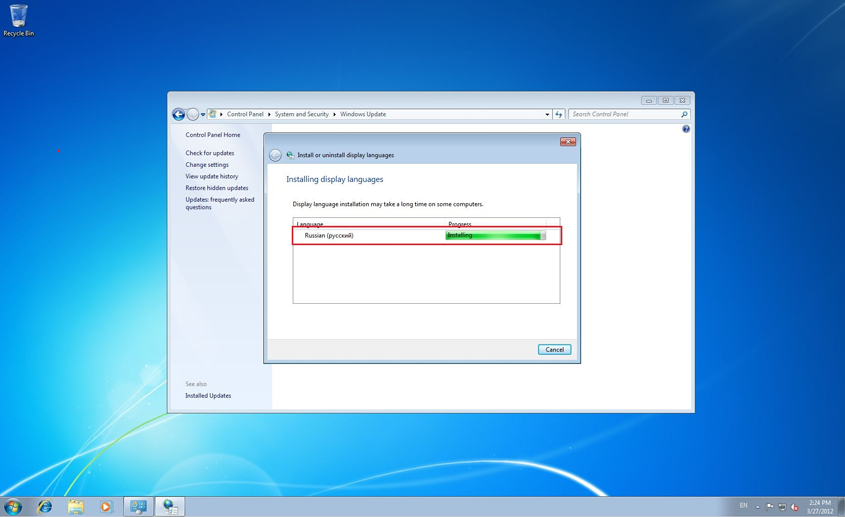 Recycle Bin
Control Panel
System and Security
Windows Update
Search Control Panel
Control Panel Home
Check for updates
Change settings
View update history
Restore hidden updates
Updates: frequently asked
questions
Install or uninstall display languages
Installing display languages
Display language installation may take a long time on some computers.
Language Progress
Russian (русский) Installing
Cancel
See also
Installed Updates
EN
2:24 PM
3/27/2012